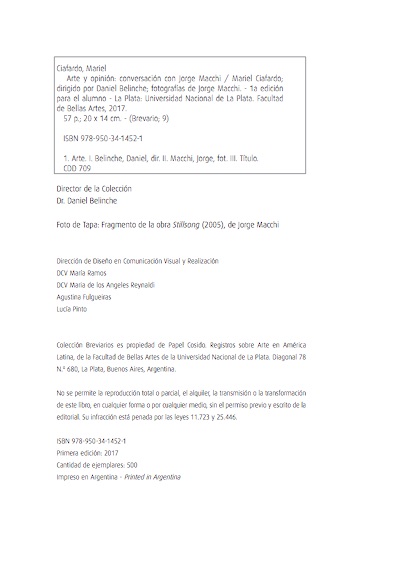 Ciafardo, Mariel
Arte y opinión: conversación con Jorge Macchi / Mariel Ciafardo;
dirigido por Daniel Belinche; fotografías de Jorge Macchi. - 1a edición
para el alumno - La Plata: Universidad Nacional de La Plata. Facultad
de Bellas Artes, 2017.
57 p.; 20 x 14 cm. - (Brevario; 9)
ISBN 978-950-34-1452-1
1. Arte. I. Belinche, Daniel, dir. II. Macchi, Jorge, fot. III. Título.
CDD 709
Director de la Colección
Dr. Daniel Belinche
Foto de Tapa: Fragmento de la obra Stillsong (2005), de Jorge Macchi
Dirección de Diseño en Comunicación Visual y Realización
DCV María Ramos
DCV María de los Angeles Reynaldi
Agustina Fulgueiras
Lucía Pinto
Colección Breviarios es propiedad de Papel Cosido. Registros sobre Arte en América
Latina, de la Facultad de Bellas Artes de la Universidad Nacional de La Plata. Diagonal 78
N.º 680, La Plata, Buenos Aires, Argentina.
No se permite la reproducción total o parcial, el alquiler, la transmisión o la transformación
de este libro, en cualquier forma o por cualquier medio, sin el permiso previo y escrito de la
editorial. Su infracción está penada por las leyes 11.723 y 25.446.
ISBN 978-950-34-1452-1
Primera edición: 2017
Cantidad de ejemplares: 500
Impreso en Argentina - Printed in Argentina